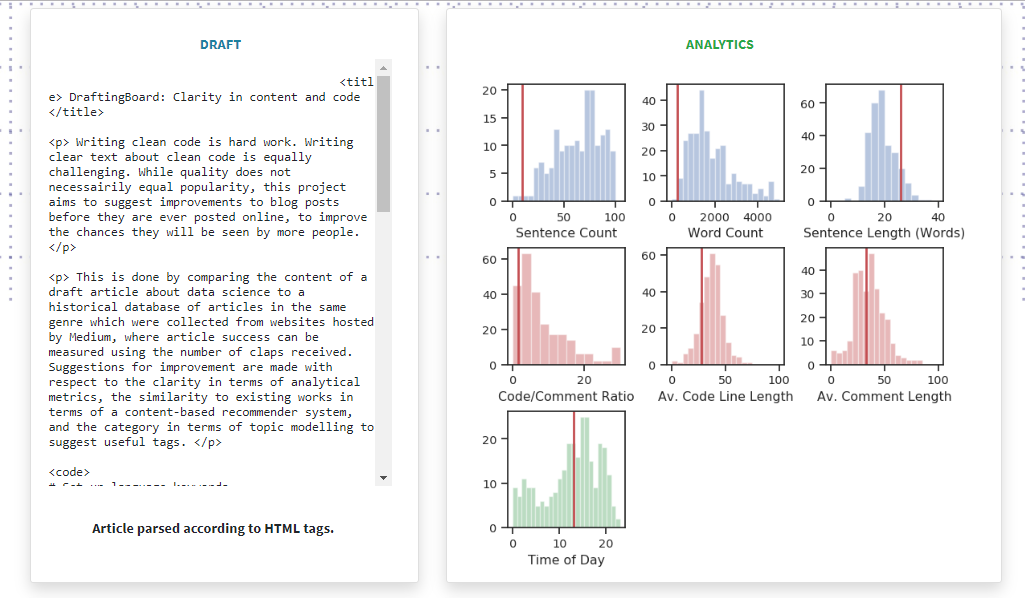 DRAFT
<titl
e> DraftingBoard: Clarity in content and code
</title>
<p> Writing clean code is hard work. Writing
clear text about clean code is equally
challenging. While quality does not
necessairily equal popularity, this project
aims to suggest improvements to blog posts
before they are ever posted online, to improve
the chances they will be seen by more people.
</p>
<p> This is done by comparing the content of a
draft article about data science to a
historical database of articles in the same
genre which were collected from websites hosted
by Medium, where article success can be
measured using the number of claps received.
Suggestions for improvement are made with
respect to the clarity in terms of analytical
metrics, the similarity to existing works in
terms of a content-based recommender system,
and the category in terms of topic modelling to
suggest useful tags. </p>
<code>
# Set up language keywords
Article parsed according to HTML tags.
ANALYTICS
20
15
10
5
0
0 50 100
Sentence Count
40
30
20
10
0
0 2000 4000
Word Count
60
40
20
0
0 20 40
Sentence Length (Words)
60
40
20
0
0 20
Code/Comment Ratio
60
40
20
0
0 50 100
Av. Code Line Length
40
30
20
10
0
0 50 100
Av. Comment Length
20
10
0
0 10 20
Time of Day